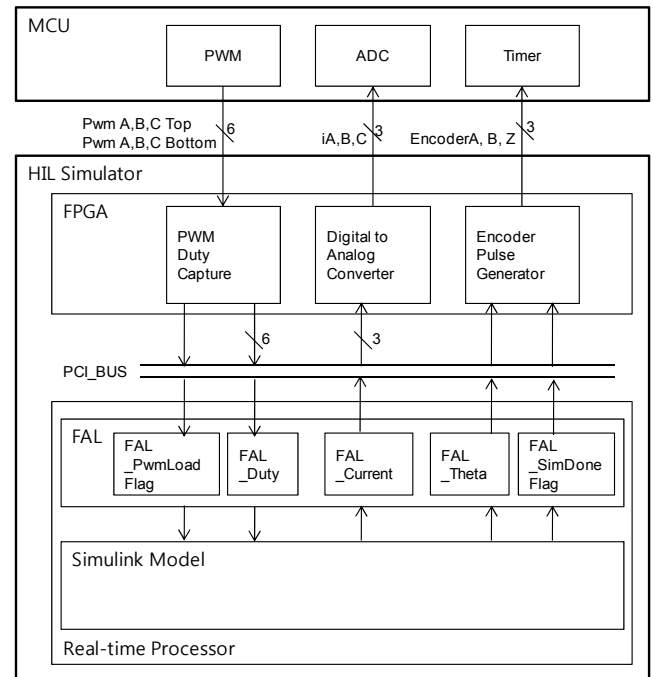 MCU
PWM
ADC
Timer
Pwm A,B,C Top
Pwm A,B,C Bottom
6
iA,B,C
3
EncoderA, B, Z
3
HIL Simulator
FPGA
PWM
Duty
Capture
Digital to
Analog
Converter
Encoder
Pulse
Generator
6
3
PCI_BUS
FAL
FAL
_PwmLoad
Flag
FAL
_Duty
FAL
_Current
FAL
_Theta
FAL
_SimDone
Flag
Simulink Model
Real-time Processor